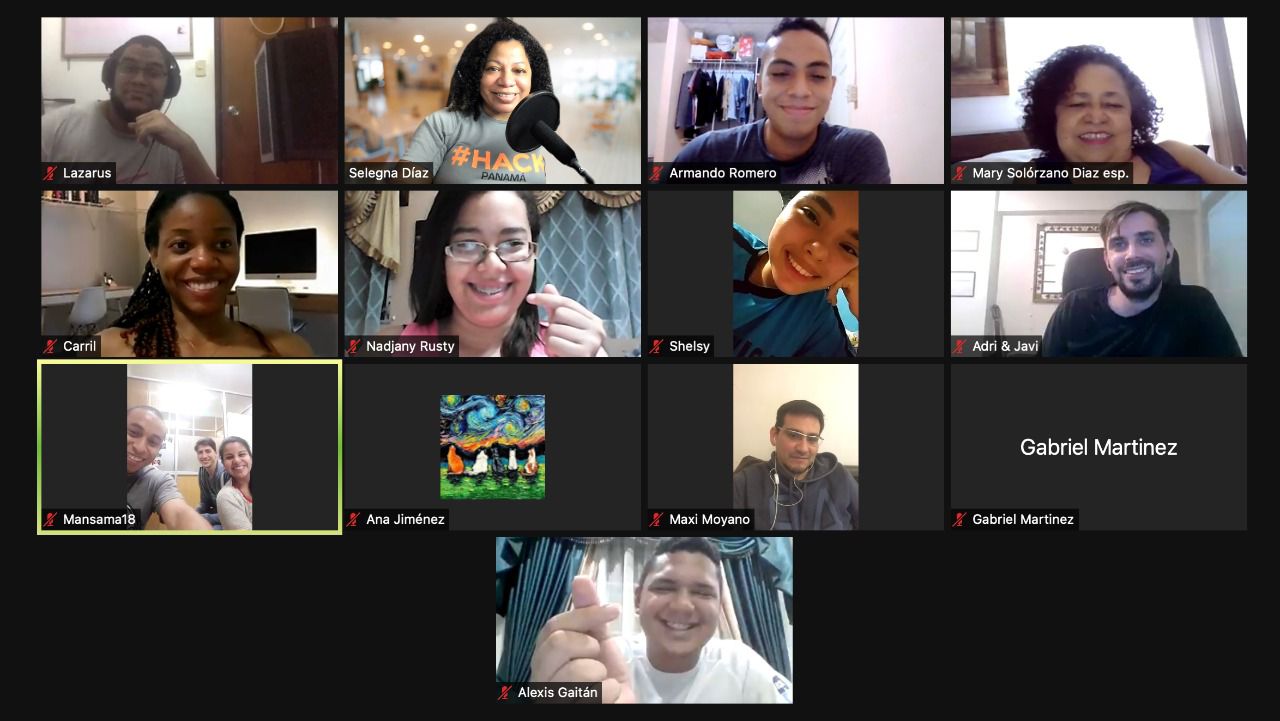 Lazarus
#HACK
PANAMÁ
Selegna Díaz
Armando Romero
Mary Solórzano Diaz esp.
Carril
Nadjany Rusty
Shelsy
Adri & Javi
Mansama18
Ana Jiménez
Maxi Moyano
Gabriel Martinez
Gabriel Martinez
Alexis Gaitán